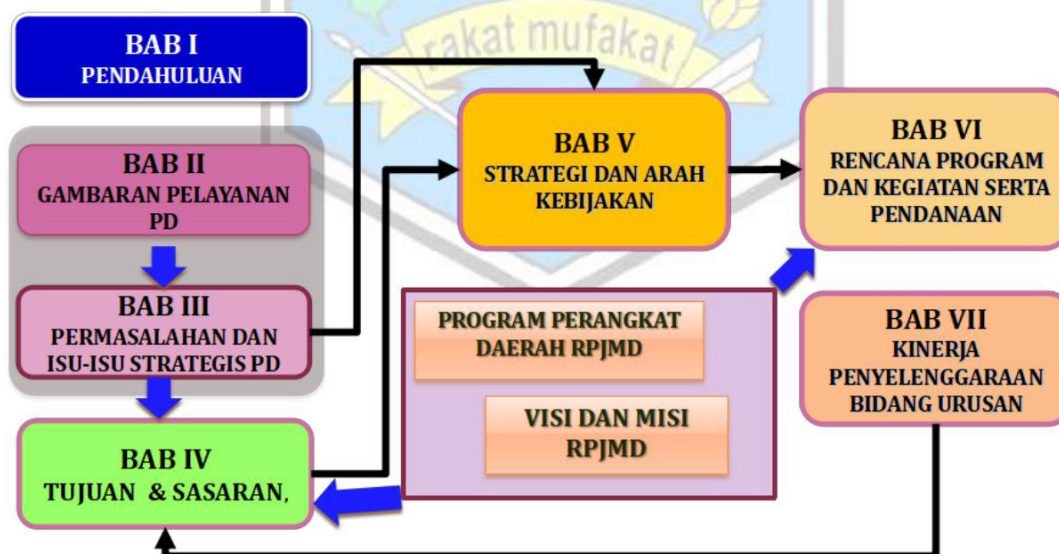 rakat mufakat
BAB I
PENDAHULUAN
BAB II
GAMBARAN PELAYANAN
PD
BAB III
PERMASALAHAN DAN
ISU-ISU STRATEGIS PD
BAB IV
TUJUAN & SASARAN,
BAB V
STRATEGI DAN ARAH
KEBIJAKAN
PROGRAM PERANGKAT
DAERAH RPJMD
VISI DAN MISI
RPJMD
BAB VI
RENCANA PROGRAM
DAN KEGIATAN SERTA
PENDANAAN
BAB VII
KINERJA
PENYELENGGARAAN
BIDANG URUSAN